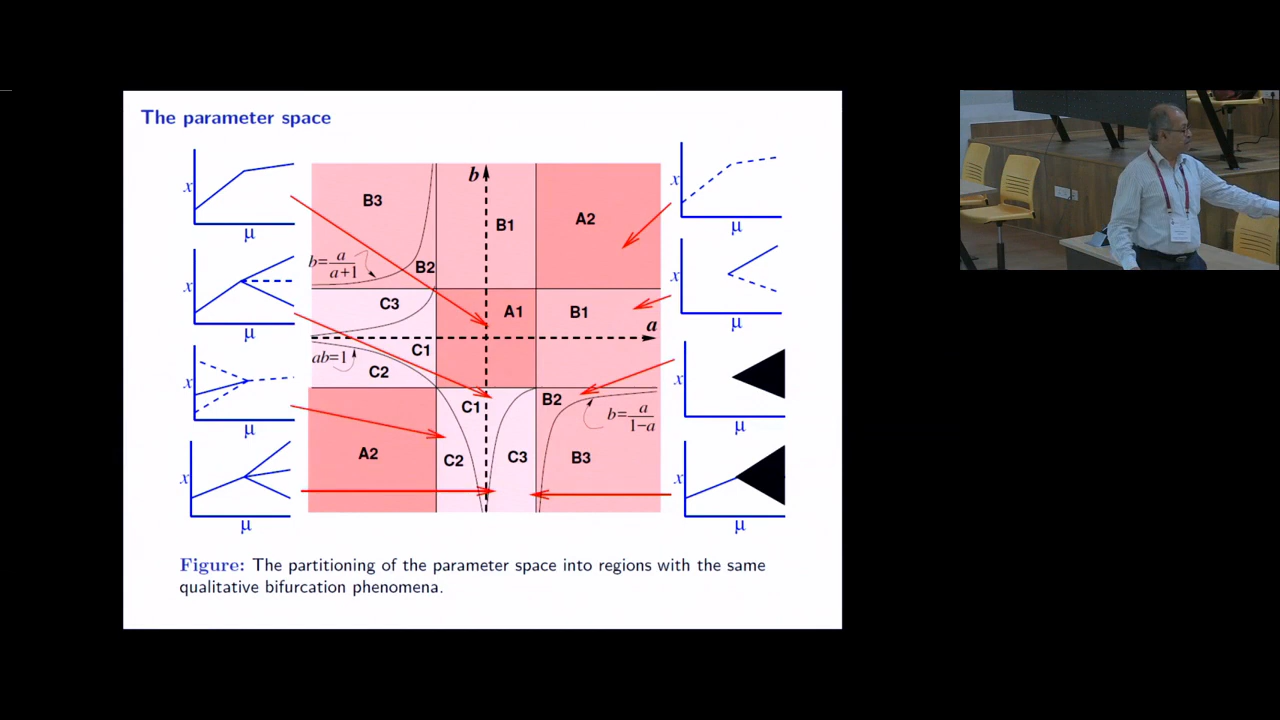 The parameter space
x
μ
x
μ
x
μ
x
μ
b
B3
B1
A2
b=a/a+1
B2
C3
A1
B1
a
C1
ab=1
C2
C1
B2
b=a/1−a
A2
C2
C3
B3
x
μ
x
μ
x
μ
x
μ
Figure: The partitioning of the parameter space into regions with the same
qualitative bifurcation phenomena.